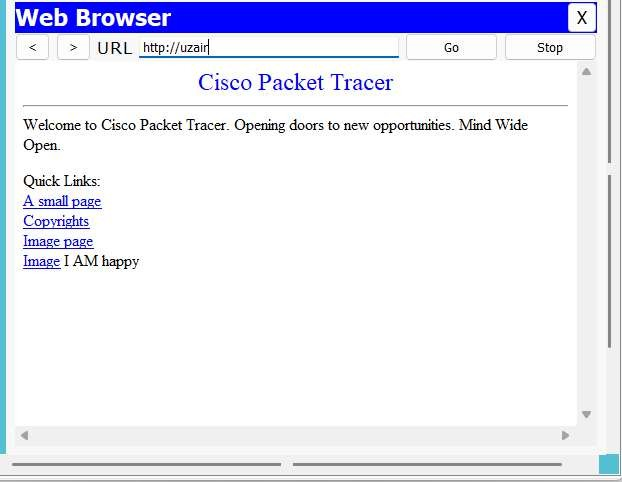 Web Browser X
< > URL http://uzair Go Stop
Cisco Packet Tracer
Welcome to Cisco Packet Tracer. Opening doors to new opportunities. Mind Wide
Open.
Quick Links:
A small page
Copyrights
Image page
Image I AM happy